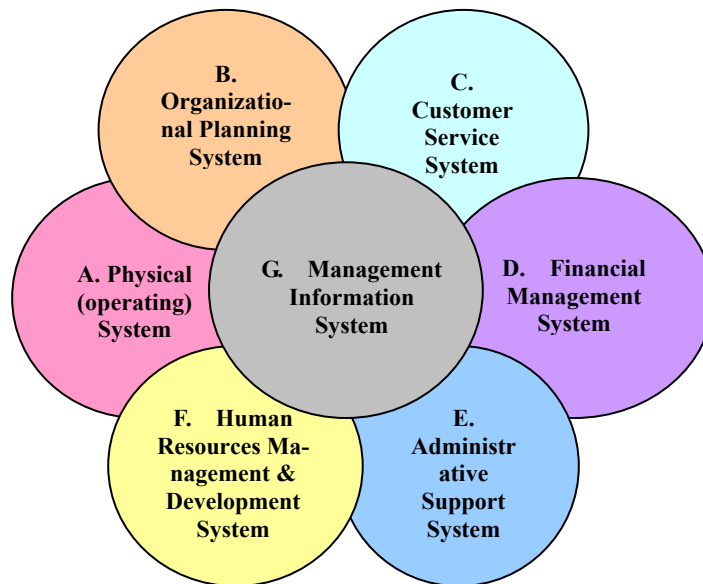 B.
Organizatio-
nal Planning
System
C.
Customer
Service
System
A. Physical
(operating)
System
G. Management
Information
System
D. Financial
Management
System
F. Human
Resources Ma-
nagement &
Development
System
E.
Administr
ative
Support
System